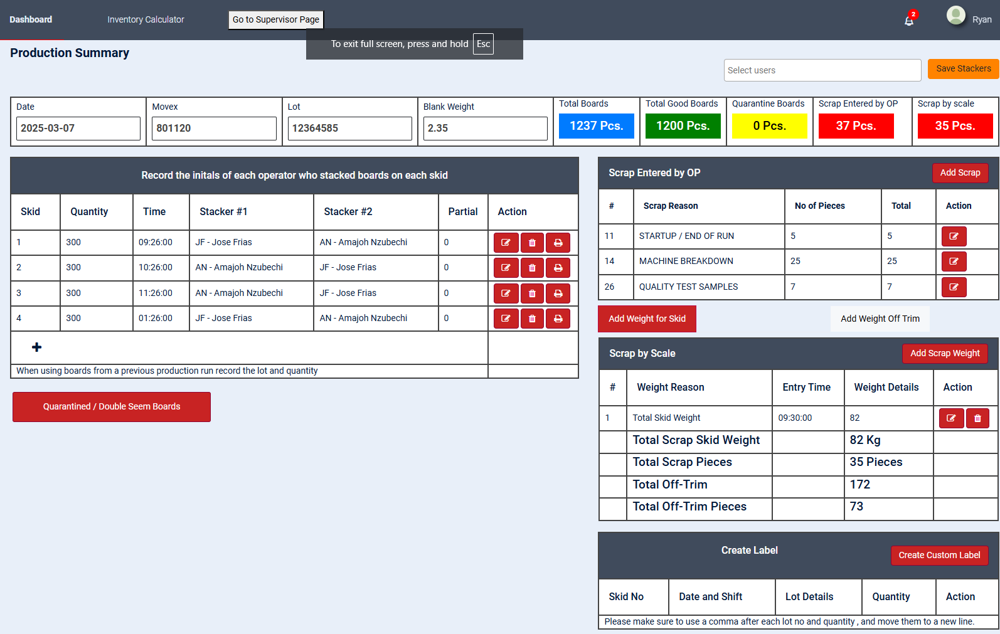 Dashboard Inventory Calculator Go to Supervisor Page 2 Ryan
To exit full screen, press and hold Esc
Production Summary
Select users Save Stackers
Date Movex Lot Blank Weight Total Boards Total Good Boards Quarantine Boards Scrap Entered by OP Scrap by scale
2025-03-07 801120 12364585 2.35 1237 Pcs. 1200 Pcs. 0 Pcs. 37 Pcs. 35 Pcs.
Record the initals of each operator who stacked boards on each skid
Skid Quantity Time Stacker #1 Stacker #2 Partial Action
1 300 09:26:00 JF - Jose Frias AN - Amajoh Nzubechi 0
2 300 10:26:00 AN - Amajoh Nzubechi JF - Jose Frias 0
3 300 11:26:00 AN - Amajoh Nzubechi JF - Jose Frias 0
4 300 01:26:00 JF - Jose Frias AN - Amajoh Nzubechi 0
When using boards from a previous production run record the lot and quantity
Quarantined / Double Seem Boards
Scrap Entered by OP Add Scrap
# Scrap Reason No of Pieces Total Action
11 STARTUP / END OF RUN 5 5
14 MACHINE BREAKDOWN 25 25
26 QUALITY TEST SAMPLES 7 7
Add Weight for Skid Add Weight Off Trim
Scrap by Scale Add Scrap Weight
# Weight Reason Entry Time Weight Details Action
1 Total Skid Weight 09:30:00 82
Total Scrap Skid Weight 82 Kg
Total Scrap Pieces 35 Pieces
Total Off-Trim 172
Total Off-Trim Pieces 73
Create Label Create Custom Label
Skid No Date and Shift Lot Details Quantity Action
Please make sure to use a comma after each lot no and quantity , and move them to a new line.